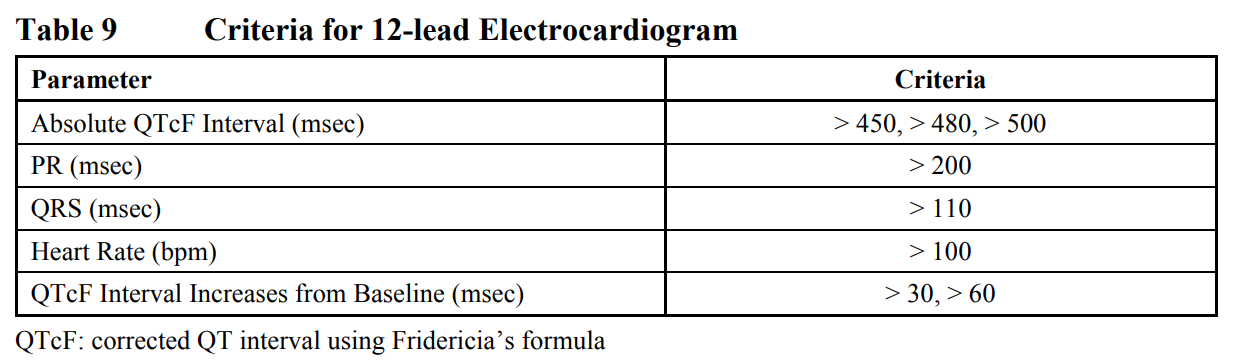 Table 9 Criteria for 12-lead Electrocardiogram
Parameter Criteria
Absolute QTcF Interval (msec) > 450, > 480, > 500
PR (msec) > 200
QRS (msec) > 110
Heart Rate (bpm) > 100
QTcF Interval Increases from Baseline (msec) > 30, > 60
QTcF: corrected QT interval using Fridericia’s formula